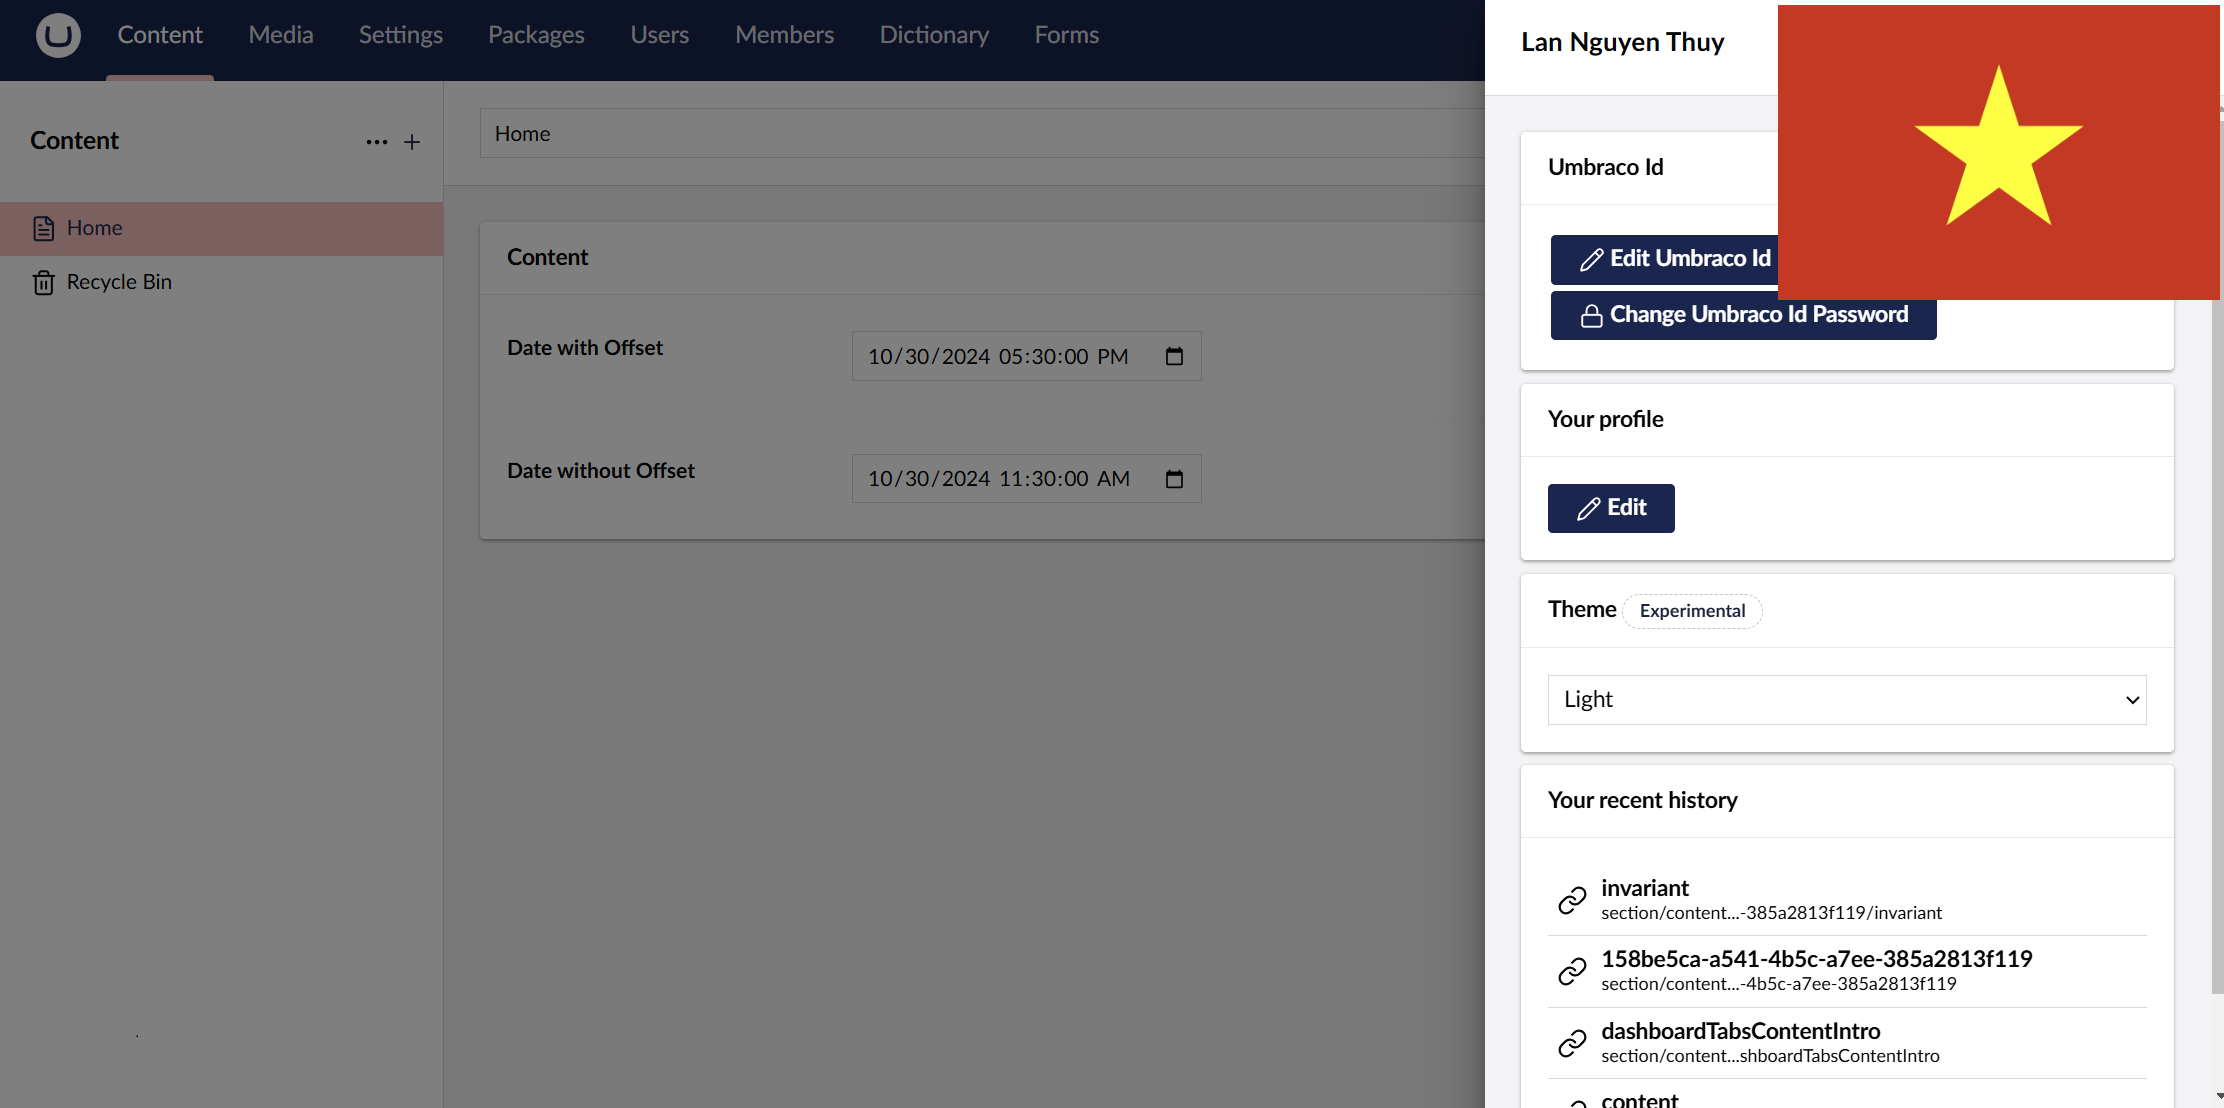 Content Media Settings Packages Users Members Dictionary Forms
Lan Nguyen Thuy
Content
Home
Recycle Bin
Home
Content
Date with Offset
10/30/2024 05:30:00 PM
Date without Offset
10/30/2024 11:30:00 AM
Umbraco Id
Edit Umbraco Id
Change Umbraco Id Password
Your profile
Edit
Theme Experimental
Light
Your recent history
invariant
section/content...-385a2813f119/invariant
158be5ca-a541-4b5c-a7ee-385a2813f119
section/content...-4b5c-a7ee-385a2813f119
dashboardTabsContentIntro
section/content...shboardTabsContentIntro
content